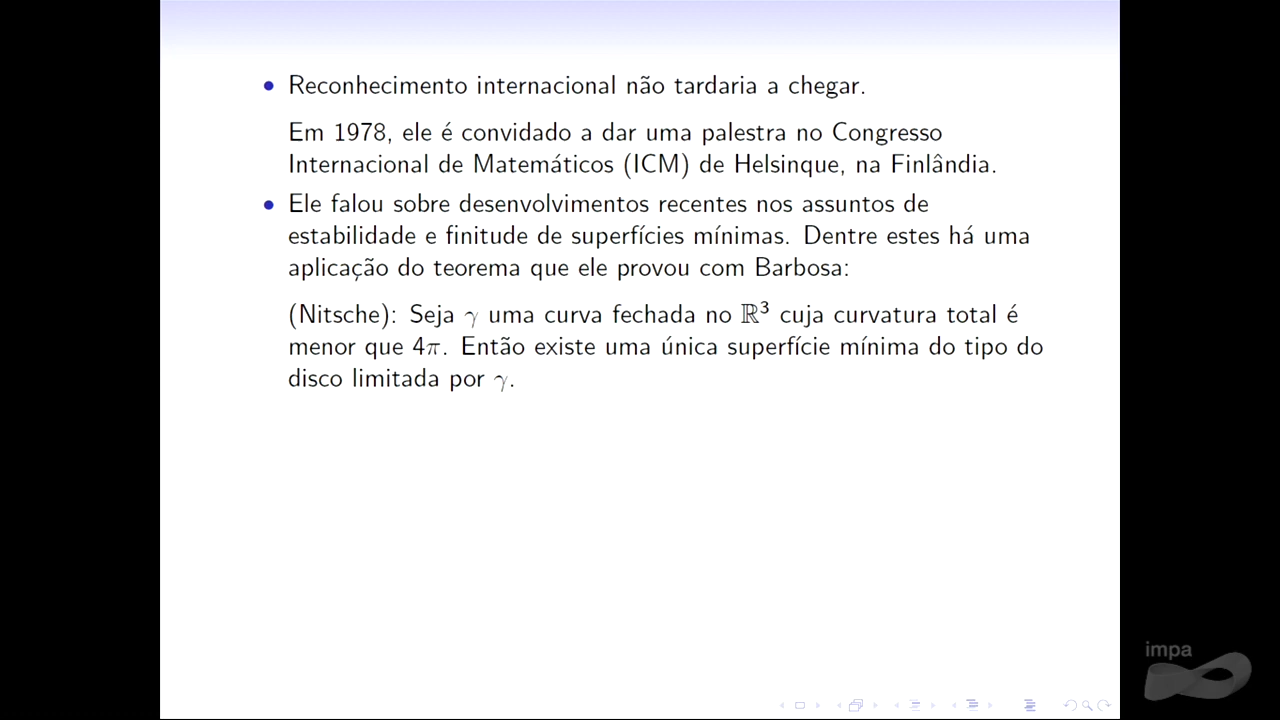 • Reconhecimento internacional não tardaria a chegar.
Em 1978, ele é convidado a dar uma palestra no Congresso
Internacional de Matemáticos (ICM) de Helsinque, na Finlândia.
• Ele falou sobre desenvolvimentos recentes nos assuntos de
estabilidade e finitude de superfícies mínimas. Dentre estes há uma
aplicação do teorema que ele provou com Barbosa:
(Nitsche): Seja γ uma curva fechada no ℝ³ cuja curvatura total é
menor que 4π. Então existe uma única superfície mínima do tipo do
disco limitada por γ.
impa